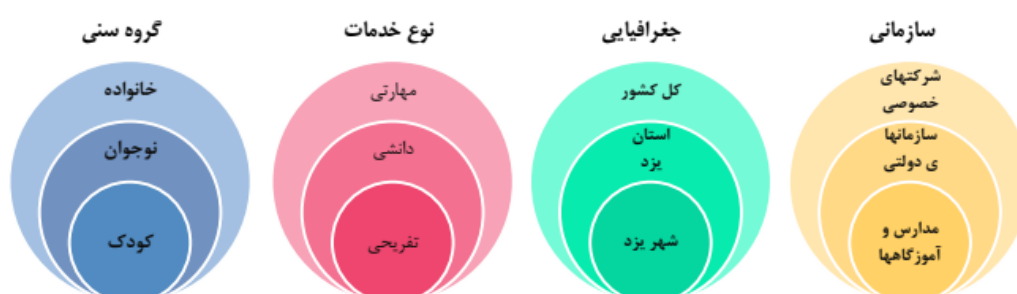 سازمانی
شرکتهای
خصوصی
سازمانها
ی دولتی
مدارس و
آموزگاهها
جغرافیایی
کل کشور
استان
یزد
شهر یزد
نوع خدمات
مهارتی
دانشی
تفریحی
گروه سنی
خانواده
نوجوان
کودک